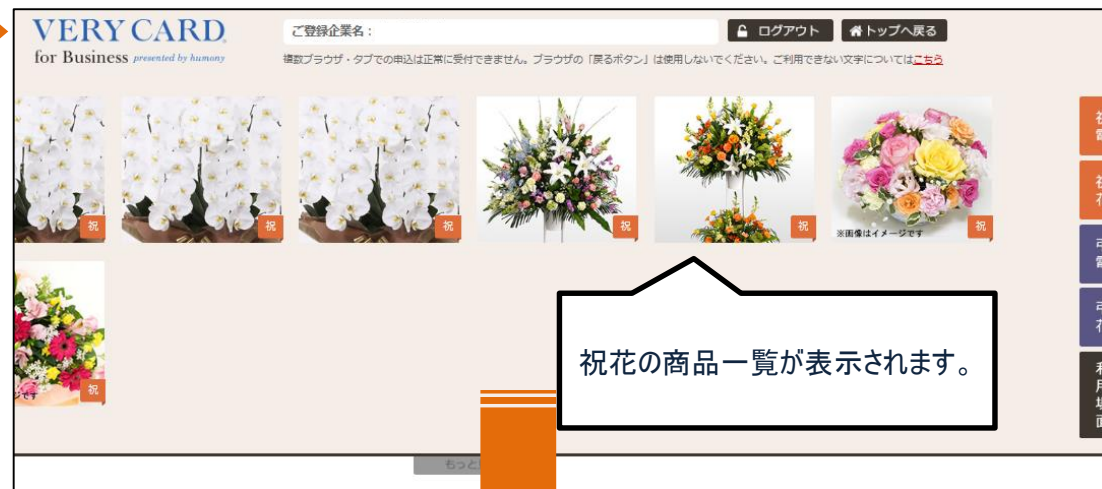 VERY CARD
for Business presented by humony
ご登録企業名：
ログアウト
トップへ戻る
複数ブラウザ・タブでの申込は正常に受付できません。ブラウザの「戻るボタン」は使用しないでください。ご利用できない文字についてはこちら
祝
祝
祝
祝
祝
※画像はイメージです
祝
祝花の商品一覧が表示されます。
ジです
祝
もっと